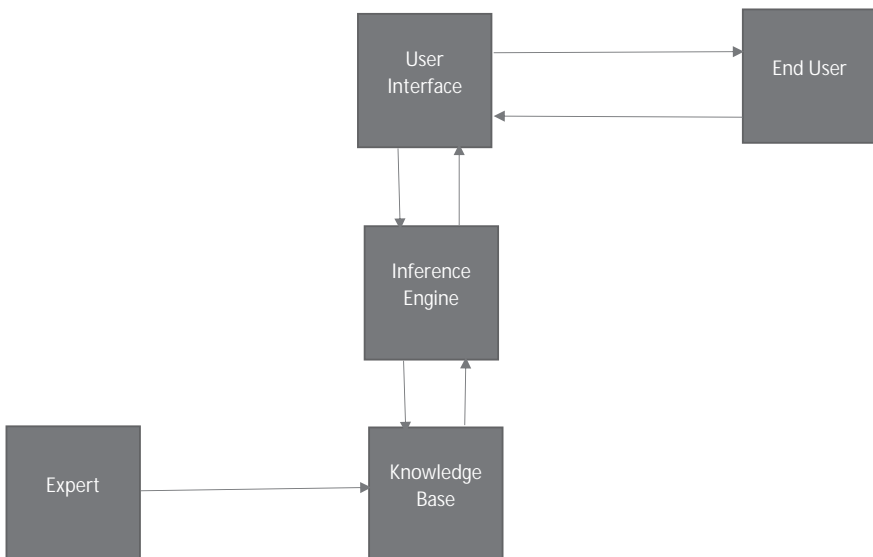 User
Interface
End User
Inference
Engine
Expert
Knowledge
Base